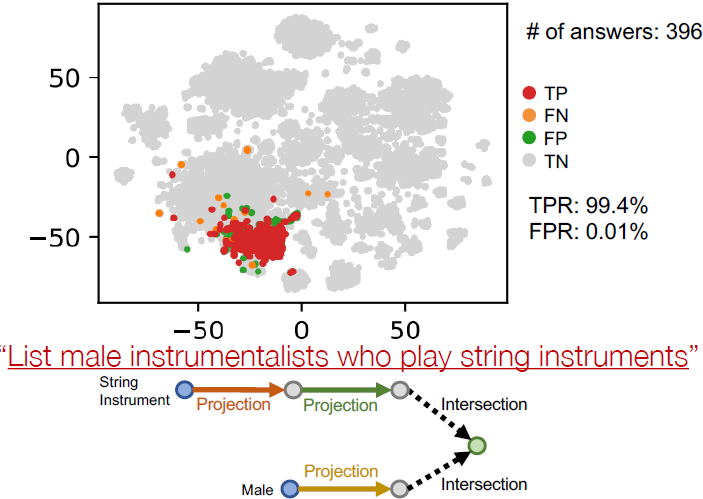 # of answers: 396
50
0
−50
−50
0
50
TP
FN
FP
TN
TPR: 99.4%
FPR: 0.01%
“List male instrumentalists who play string instruments”
String
Instrument
Projection
Projection
Intersection
Projection
Male
Intersection